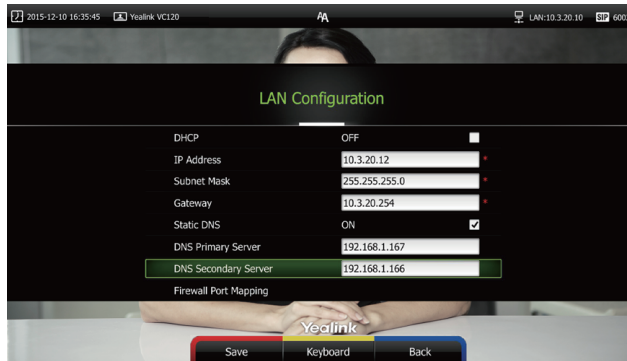 2015-12-10 16:35:45 Yealink VC120 AA LAN:10.3.20.10 SIP
LAN Configuration
DHCP OFF
IP Address 10.3.20.12 *
Subnet Mask 255.255.255.0 *
Gateway 10.3.20.254 *
Static DNS ON
DNS Primary Server 192.168.1.167
DNS Secondary Server 192.168.1.166
Firewall Port Mapping
Yealink
Save Keyboard Back